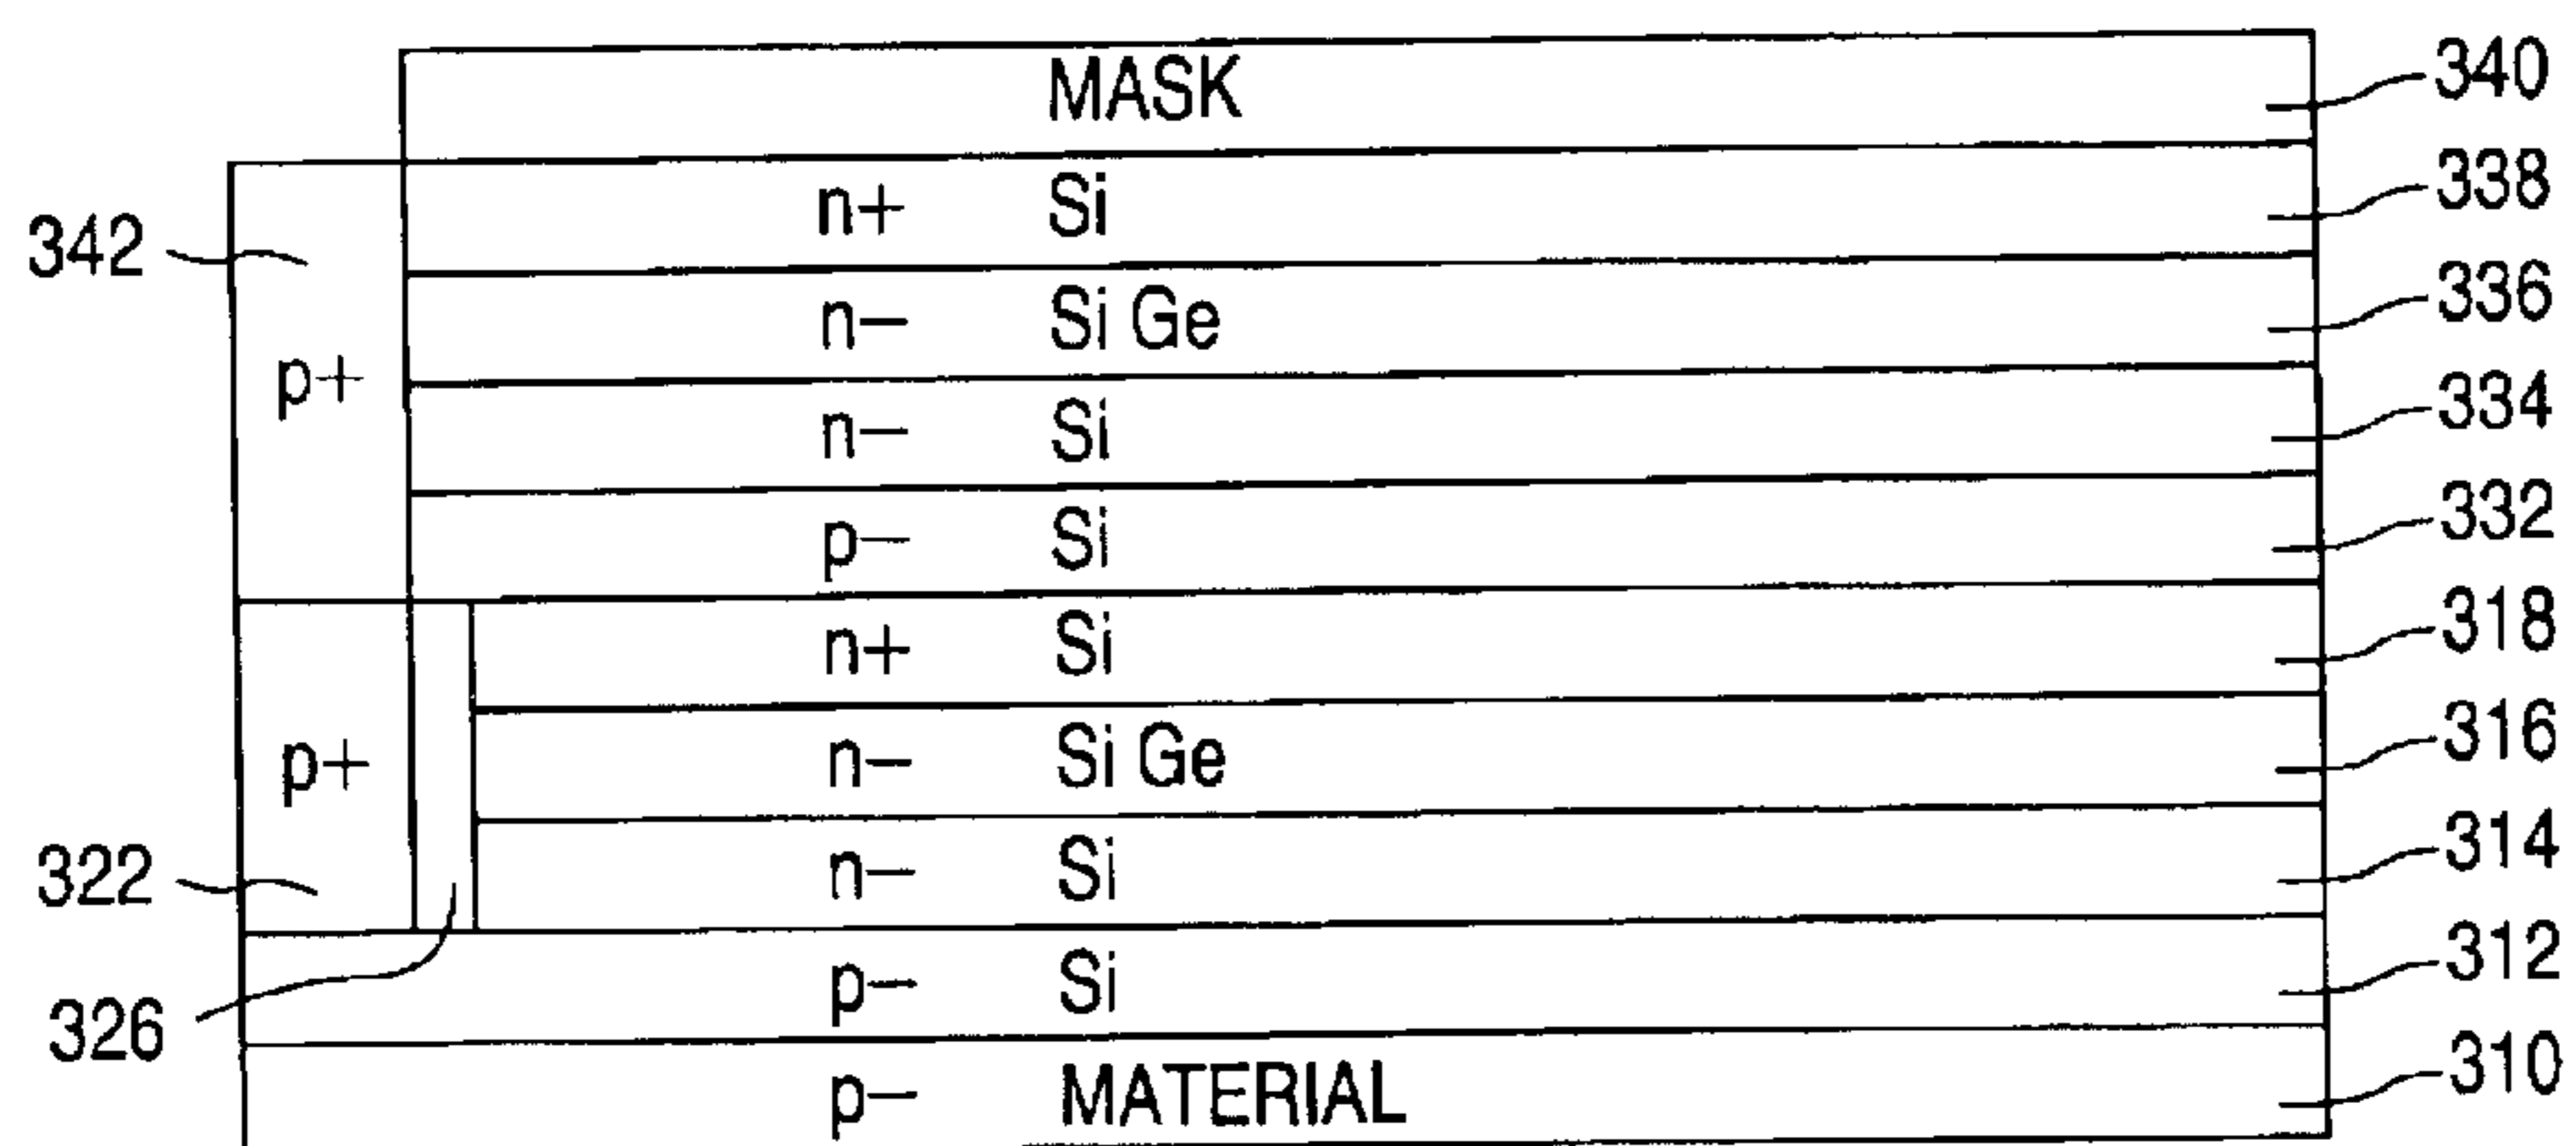 MASK 340
n+ Si 338
342
n− Si Ge 336
p+
n− Si 334
p− Si 332
n+ Si 318
p+ n− Si Ge 316
322 n− Si 314
p− Si 312
326
p− MATERIAL 310